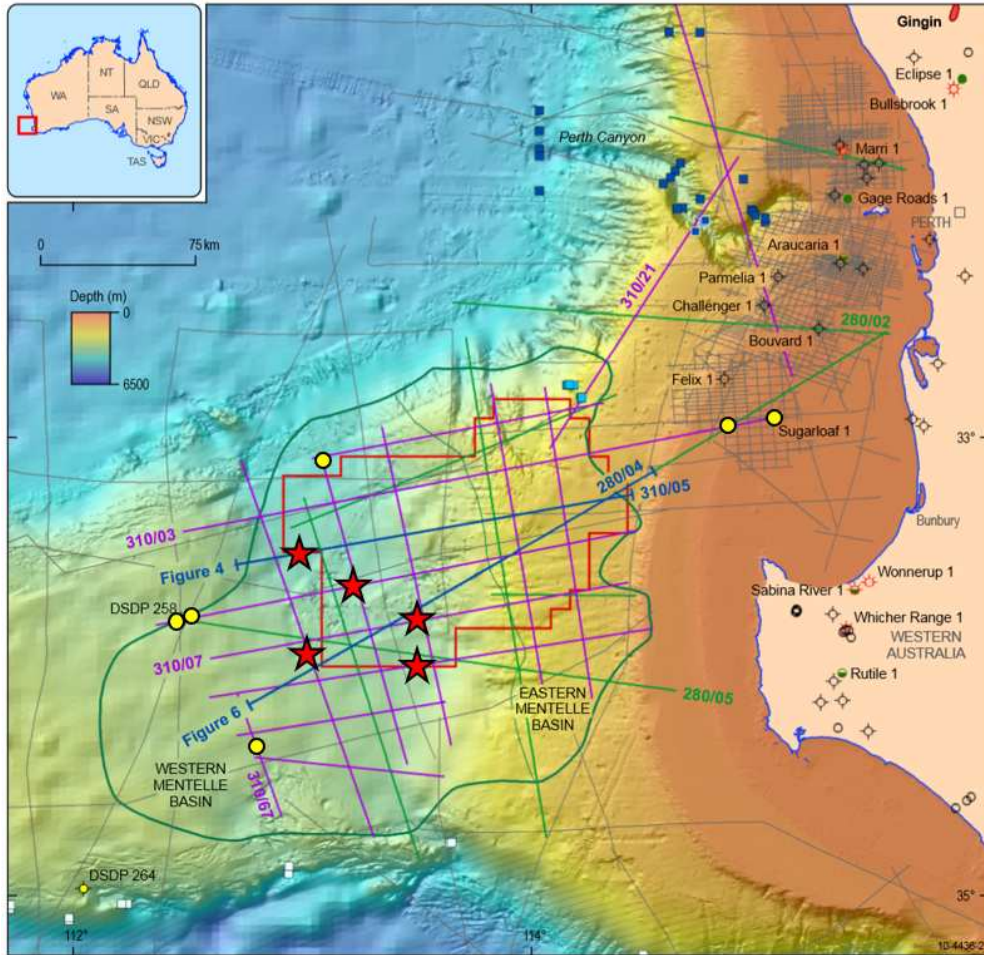 WA
NT
QLD
SA
NSW
VIC
TAS
Gingin
Eclipse 1
Bullsbrook 1
Perth Canyon
Marri 1
Gage Roads 1
PERTH
0
75 km
Araucaria 1
310/21
Parmelia 1
Depth (m)
0
6500
Challenger 1
280/02
Bouvard 1
Felix 1
Sugarloaf 1
33°
280/04
310/05
310/03
Bunbury
Figure 4
Wonnerup 1
Sabina River 1
DSDP 258
Whicher Range 1
WESTERN
AUSTRALIA
310/07
Rutile 1
280/05
EASTERN
MENTELLE
BASIN
Figure 6
WESTERN
MENTELLE
BASIN
310/67
DSDP 264
35°
112°
114°
10-4436-2